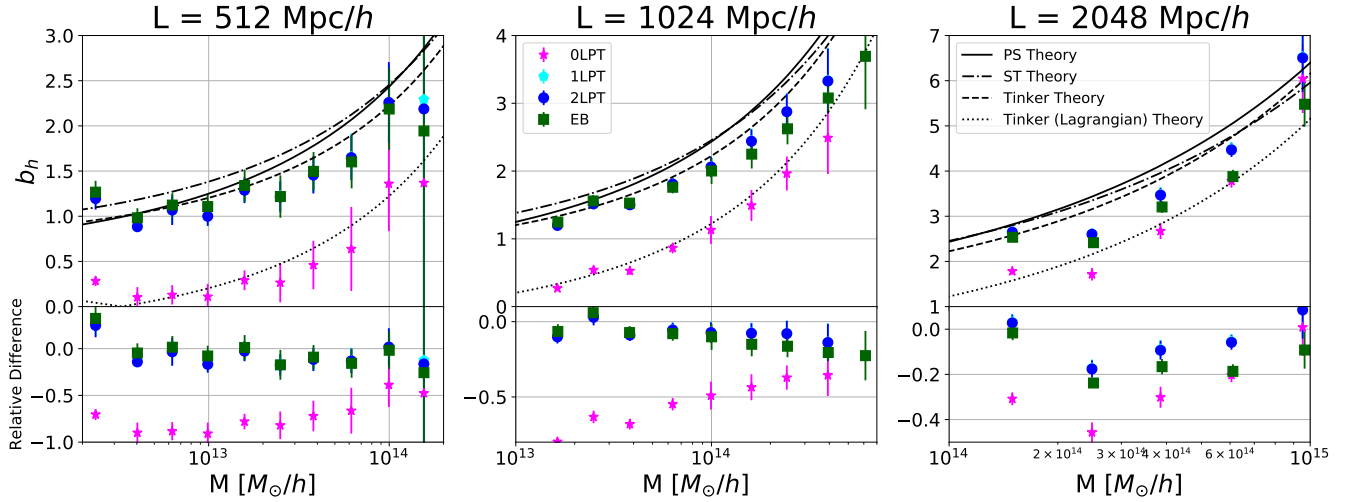 L = 512 Mpc/h
L = 1024 Mpc/h
L = 2048 Mpc/h
b_h
3.0
2.5
2.0
1.5
1.0
0.5
0.0
4
3
2
1
0
7
6
5
4
3
2
1
0LPT
1LPT
2LPT
EB
PS Theory
ST Theory
Tinker Theory
Tinker (Lagrangian) Theory
Relative Difference
0.0
−0.5
−1.0
0.0
−0.5
0.0
−0.2
−0.4
10^13
10^14
10^13
10^14
10^14
2 × 10^14
3 × 10^14
4 × 10^14
6 × 10^14
10^15
M [M⊙/h]
M [M⊙/h]
M [M⊙/h]